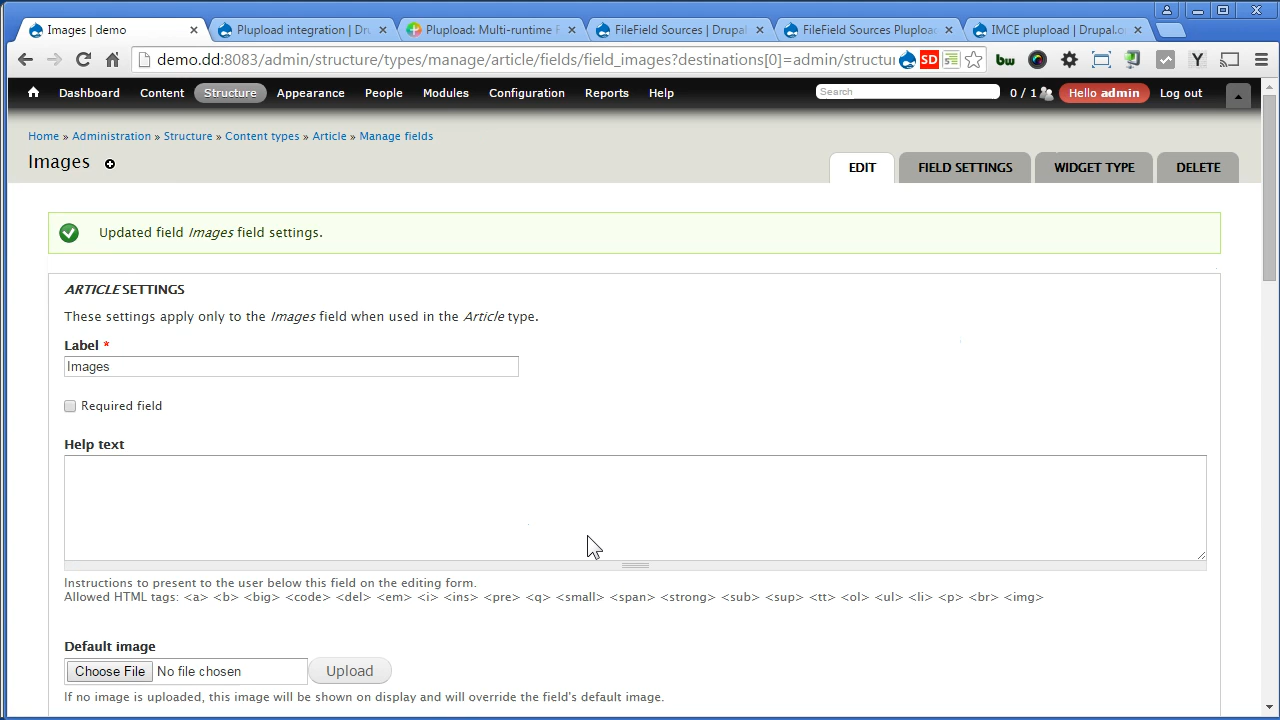 Images | demo
Plupload integration | Dru
Plupload: Multi-runtime F
FileField Sources | Drupal
FileField Sources Plupload
IMCE plupload | Drupal.o
demo.dd:8083/admin/structure/types/manage/article/fields/field_images?destinations[0]=admin/structur
SD
bw
Y
Dashboard Content Structure Appearance People Modules Configuration Reports Help
Search
0 / 1
Hello admin
Log out
Home » Administration » Structure » Content types » Article » Manage fields
Images
EDIT
FIELD SETTINGS
WIDGET TYPE
DELETE
Updated field Images field settings.
ARTICLE SETTINGS
These settings apply only to the Images field when used in the Article type.
Label *
Images
Required field
Help text
Instructions to present to the user below this field on the editing form.
Allowed HTML tags: <a> <b> <big> <code> <del> <em> <i> <ins> <pre> <q> <small> <span> <strong> <sub> <sup> <tt> <ol> <ul> <li> <p> <br> <img>
Default image
Choose File No file chosen
Upload
If no image is uploaded, this image will be shown on display and will override the field's default image.